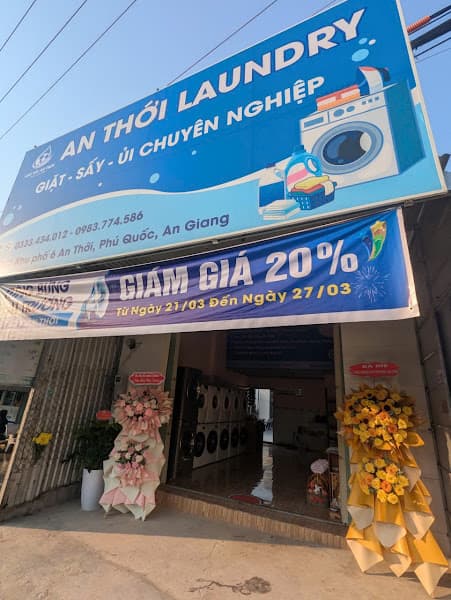 AN THỚI LAUNDRY
GIẶT - SẤY - ỦI CHUYÊN NGHIỆP
0333.434.012 - 0983.774.586
Khu phố 6 An Thới, Phú Quốc, An Giang
GIẢM GIÁ 20%
Từ Ngày 21/03 Đến Ngày 27/03